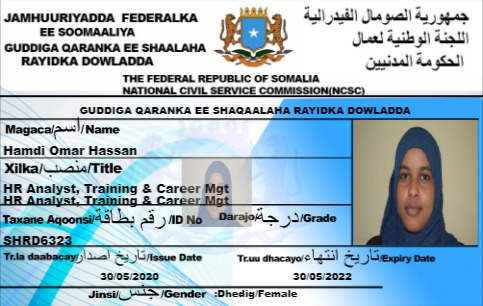 JAMHUURIYADDA FEDERALKA
EE SOOMAALIYA
GUDDIGA QARANKA EE SHAALAHA
RAYIDKA DOWLADDA
جمهورية الصومال الفيدرالية
اللجنة الوطنية لعمال
الحكومة المدنيين
THE FEDERAL REPUBLIC OF SOMALIA
NATIONAL CIVIL SERVICE COMMISSION(NCSC)
GUDDIGA QARANKA EE SHAQAALAHA RAYIDKA DOWLADDA
Magaca/اسم/Name
Hamdi Omar Hassan
Xilka/منصب/Title
HR Analyst, Training & Career Mgt
HR Analyst, Training & Career Mgt
Taxane Aqoonsi/رقم بطاقة/ID No Darajo/درجة/Grade
SHRD6323
Tr.la daabacay/تاريخ اصدار/Issue Date Tr.uu dhacayo/تاريخ انتهاء/Expiry Date
30/05/2020 30/05/2022
Jinsi/جنس/Gender :Dhedig/Female